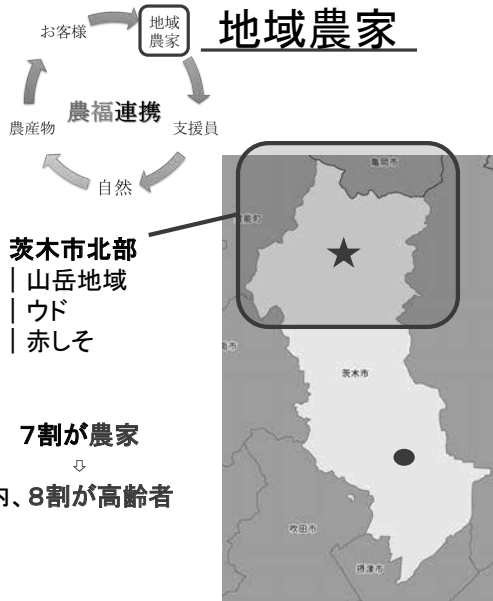 お客様
地域
農家
地域農家
農産物
農福連携
支援員
自然
亀岡市
能町
茨木市北部
| 山岳地域
| ウド
| 赤しそ
市
茨木市
7割が農家
⇩
内、8割が高齢者
吹田市
摂津市